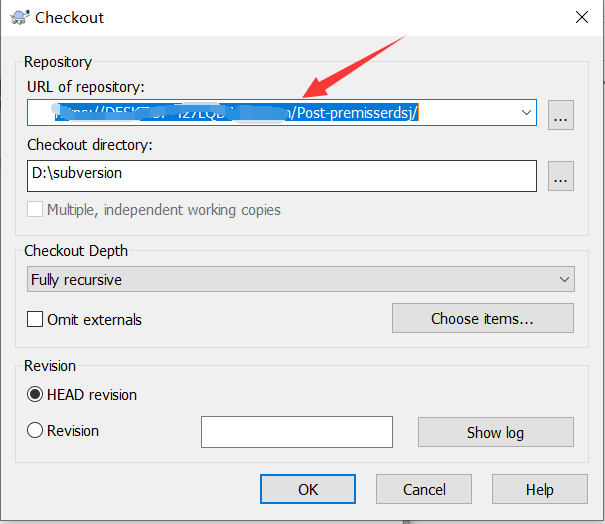 Checkout
Repository
URL of repository:
/Post-premisserdsj/
...
Checkout directory:
D:\subversion
...
Multiple, independent working copies
Checkout Depth
Fully recursive
Omit externals
Choose items...
Revision
HEAD revision
Revision
Show log
OK
Cancel
Help